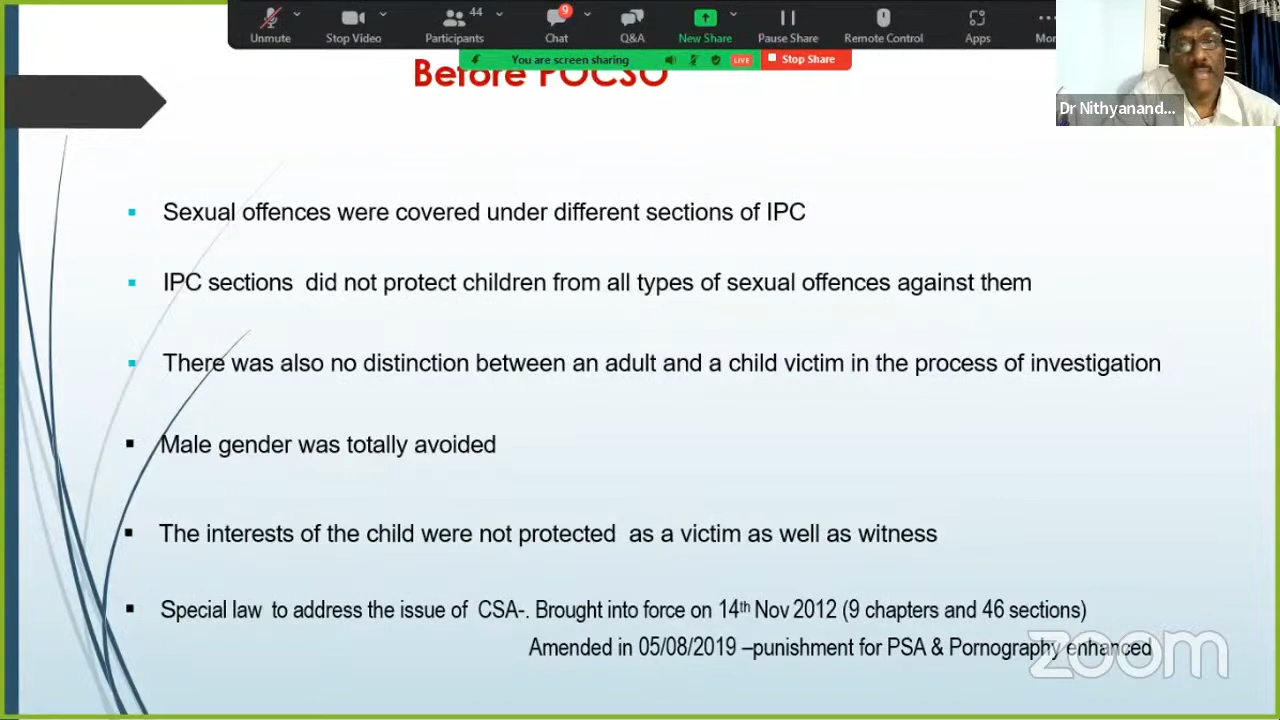 Unmute
Stop Video
44
Participants
9
Chat
Q&A
New Share
Pause Share
Remote Control
Apps
Mor
You are screen sharing
LIVE
Stop Share
Before POCSO
Dr Nithyanand...
Sexual offences were covered under different sections of IPC
IPC sections did not protect children from all types of sexual offences against them
There was also no distinction between an adult and a child victim in the process of investigation
Male gender was totally avoided
The interests of the child were not protected as a victim as well as witness
Special law to address the issue of CSA-. Brought into force on 14th Nov 2012 (9 chapters and 46 sections)
Amended in 05/08/2019 –punishment for PSA & Pornography enhanced
zoom